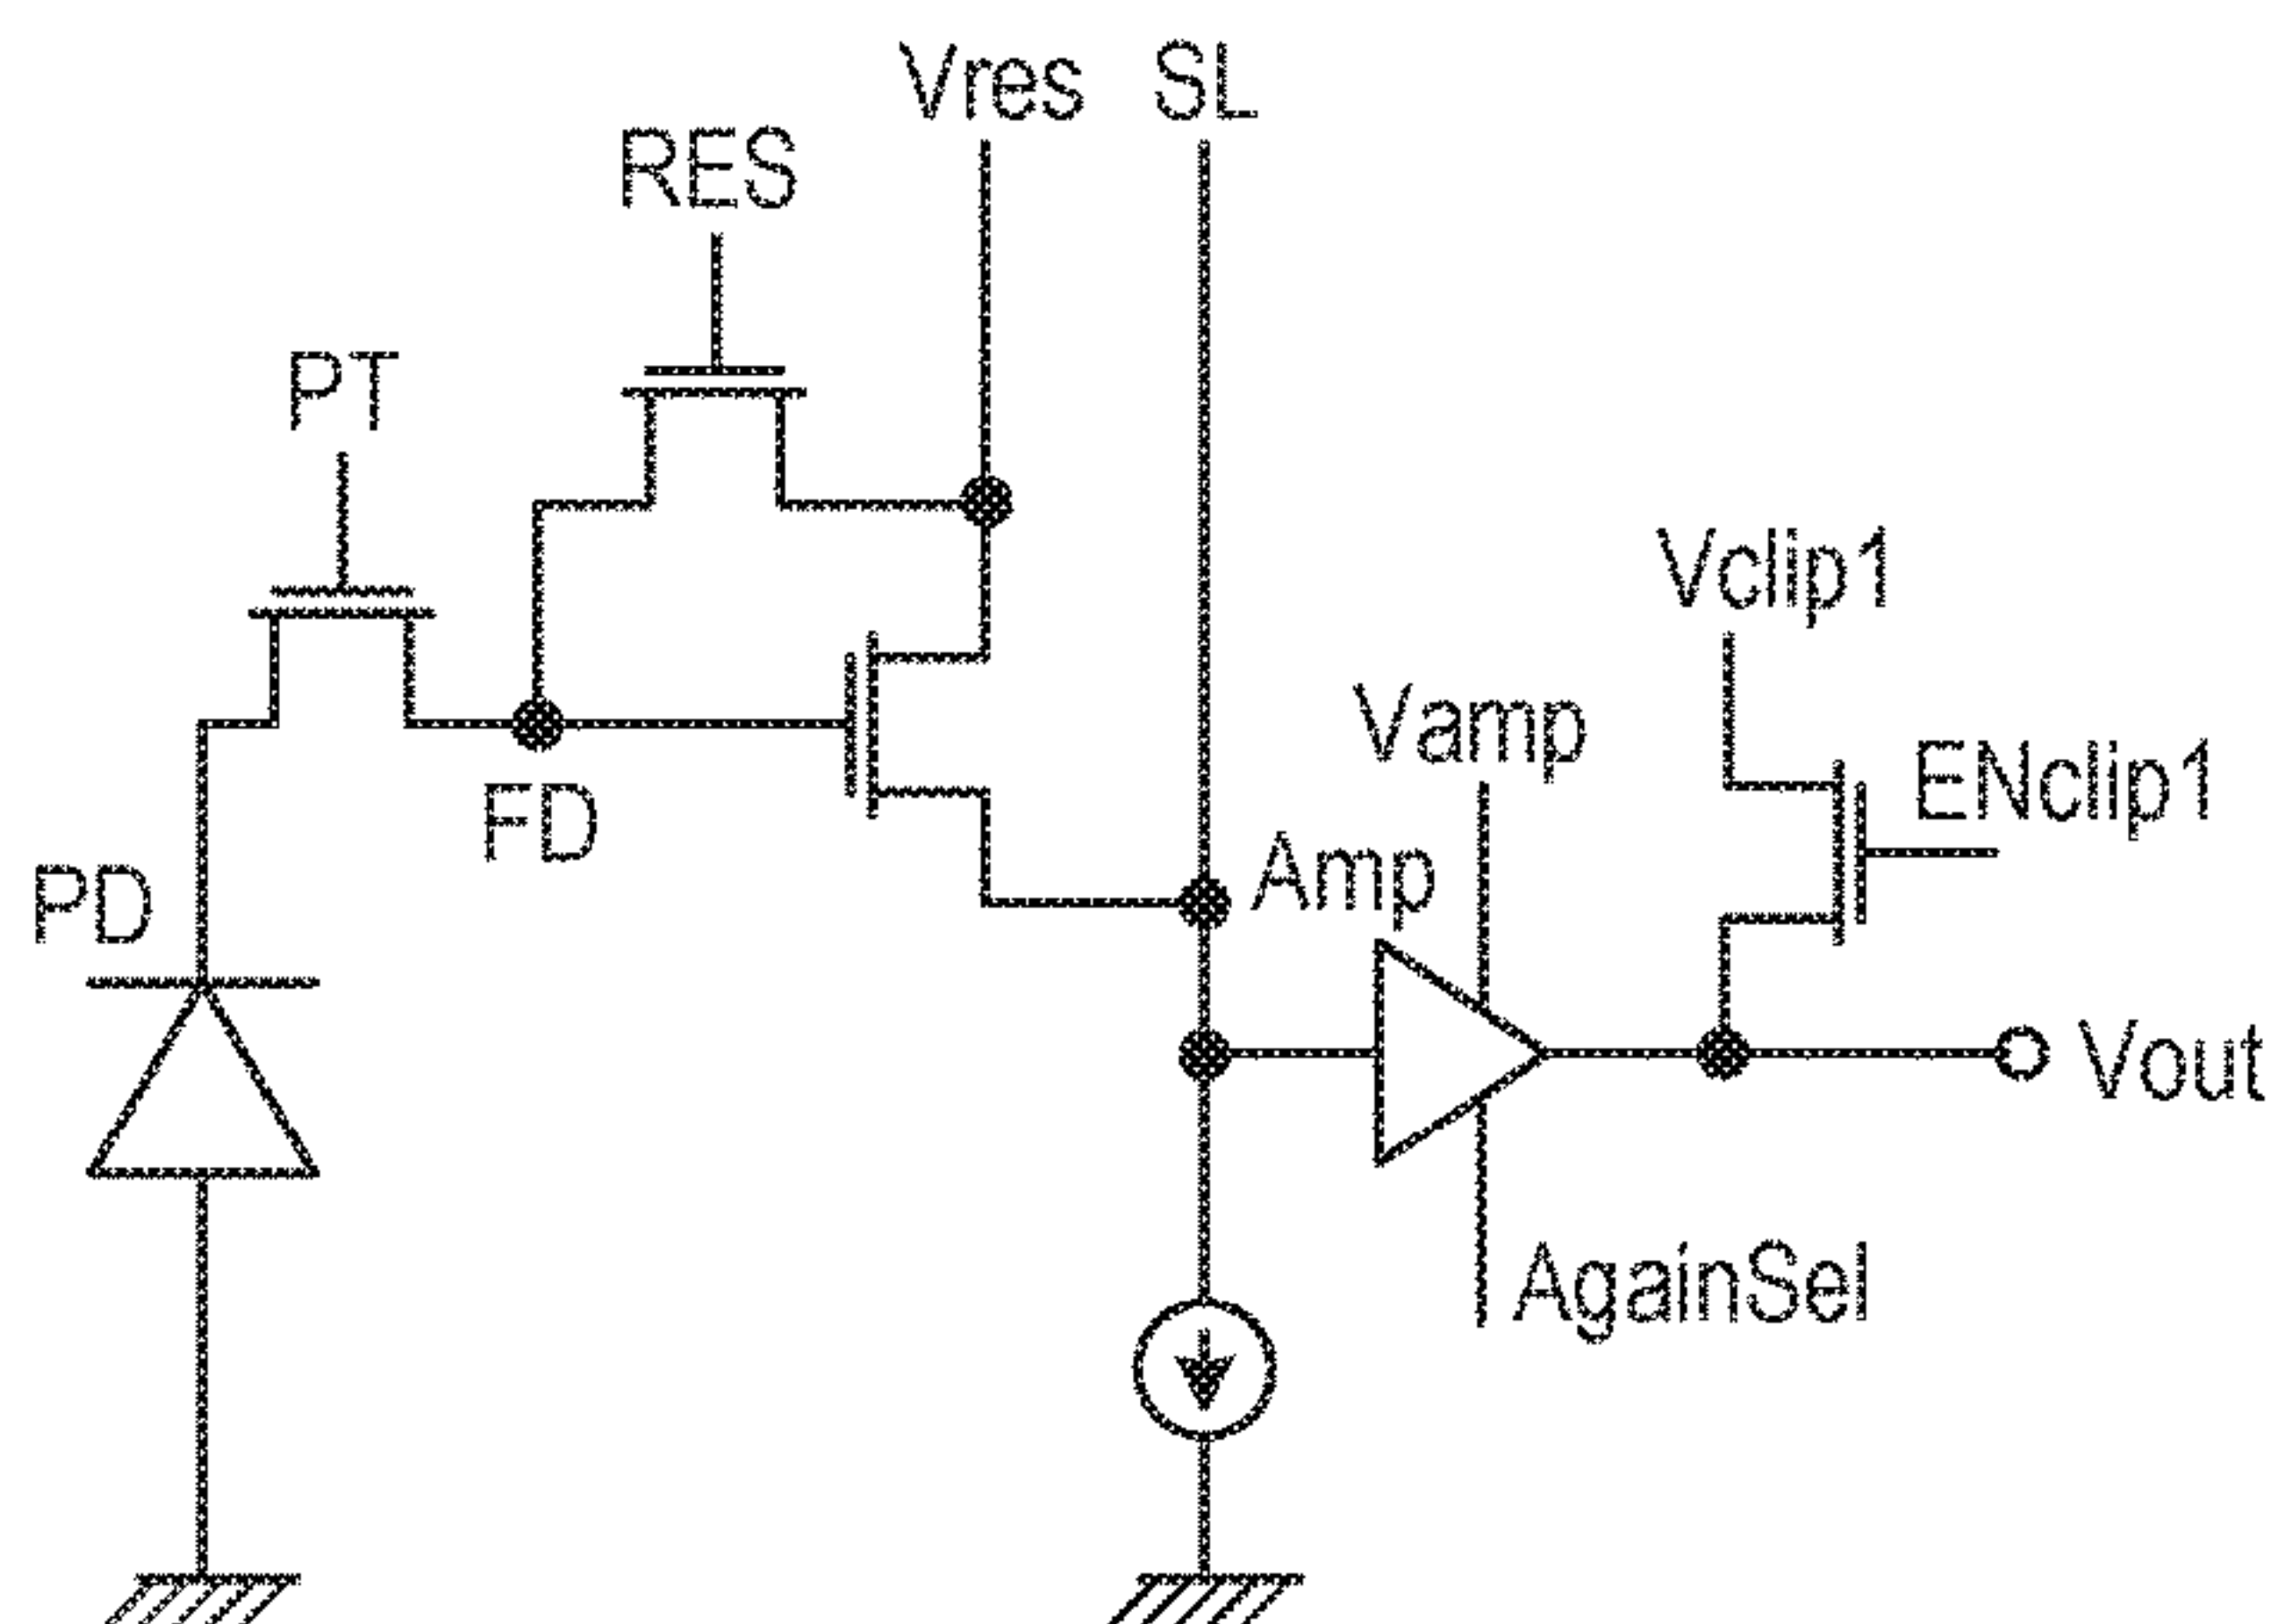 Vres SL
RES
PT
Vclip1
Vamp
ENclip1
FD
Amp
PD
Vout
AgainSel